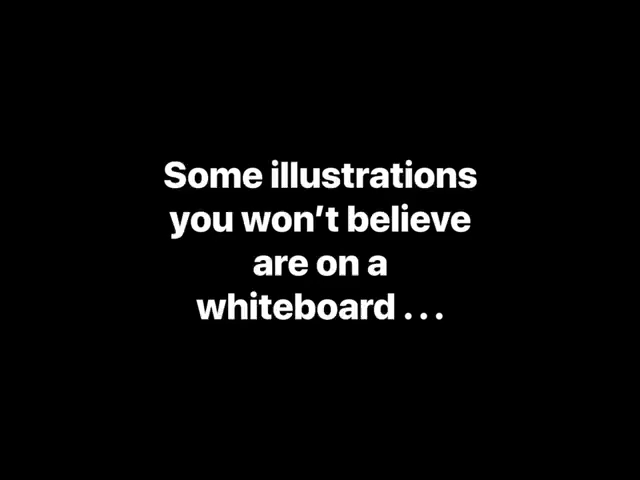 Some illustrations
you won’t believe
are on a
whiteboard . . .